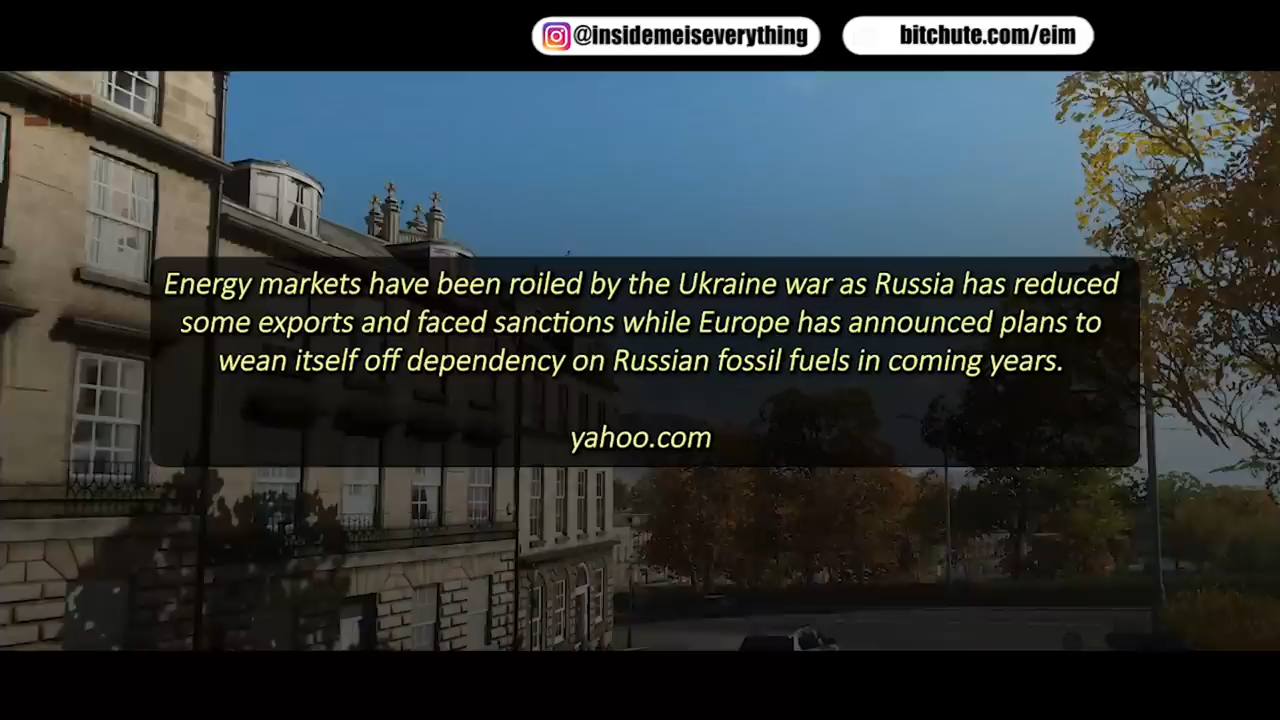 @insidemeiseverything
bitchute.com/eim
Energy markets have been roiled by the Ukraine war as Russia has reduced
some exports and faced sanctions while Europe has announced plans to
wean itself off dependency on Russian fossil fuels in coming years.
yahoo.com